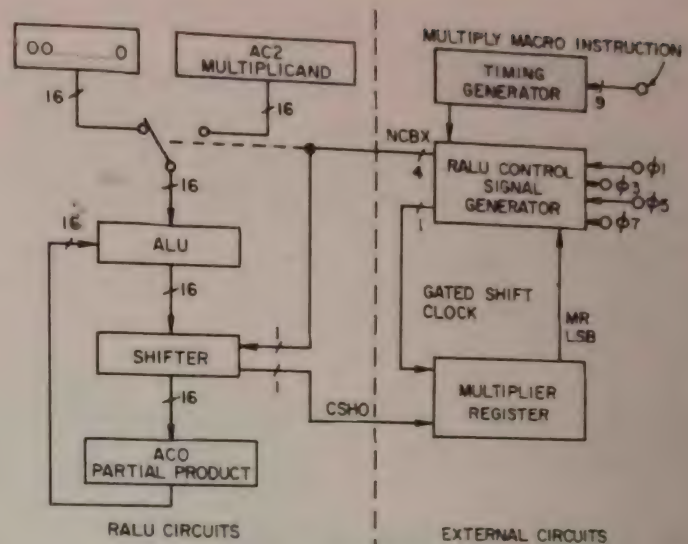 00 0
AC2
MULTIPLICAND
16
16
16
16
ALU
16
SHIFTER
1
1
16
ACO
PARTIAL PRODUCT
RALU CIRCUITS
MULTIPLY MACRO INSTRUCTION
TIMING
GENERATOR
9
NCBX
4
RALU CONTROL
SIGNAL
GENERATOR
ϕ1
ϕ3
ϕ5
ϕ7
1
GATED SHIFT
CLOCK
MR
LSB
CSHO
MULTIPLIER
REGISTER
EXTERNAL CIRCUITS